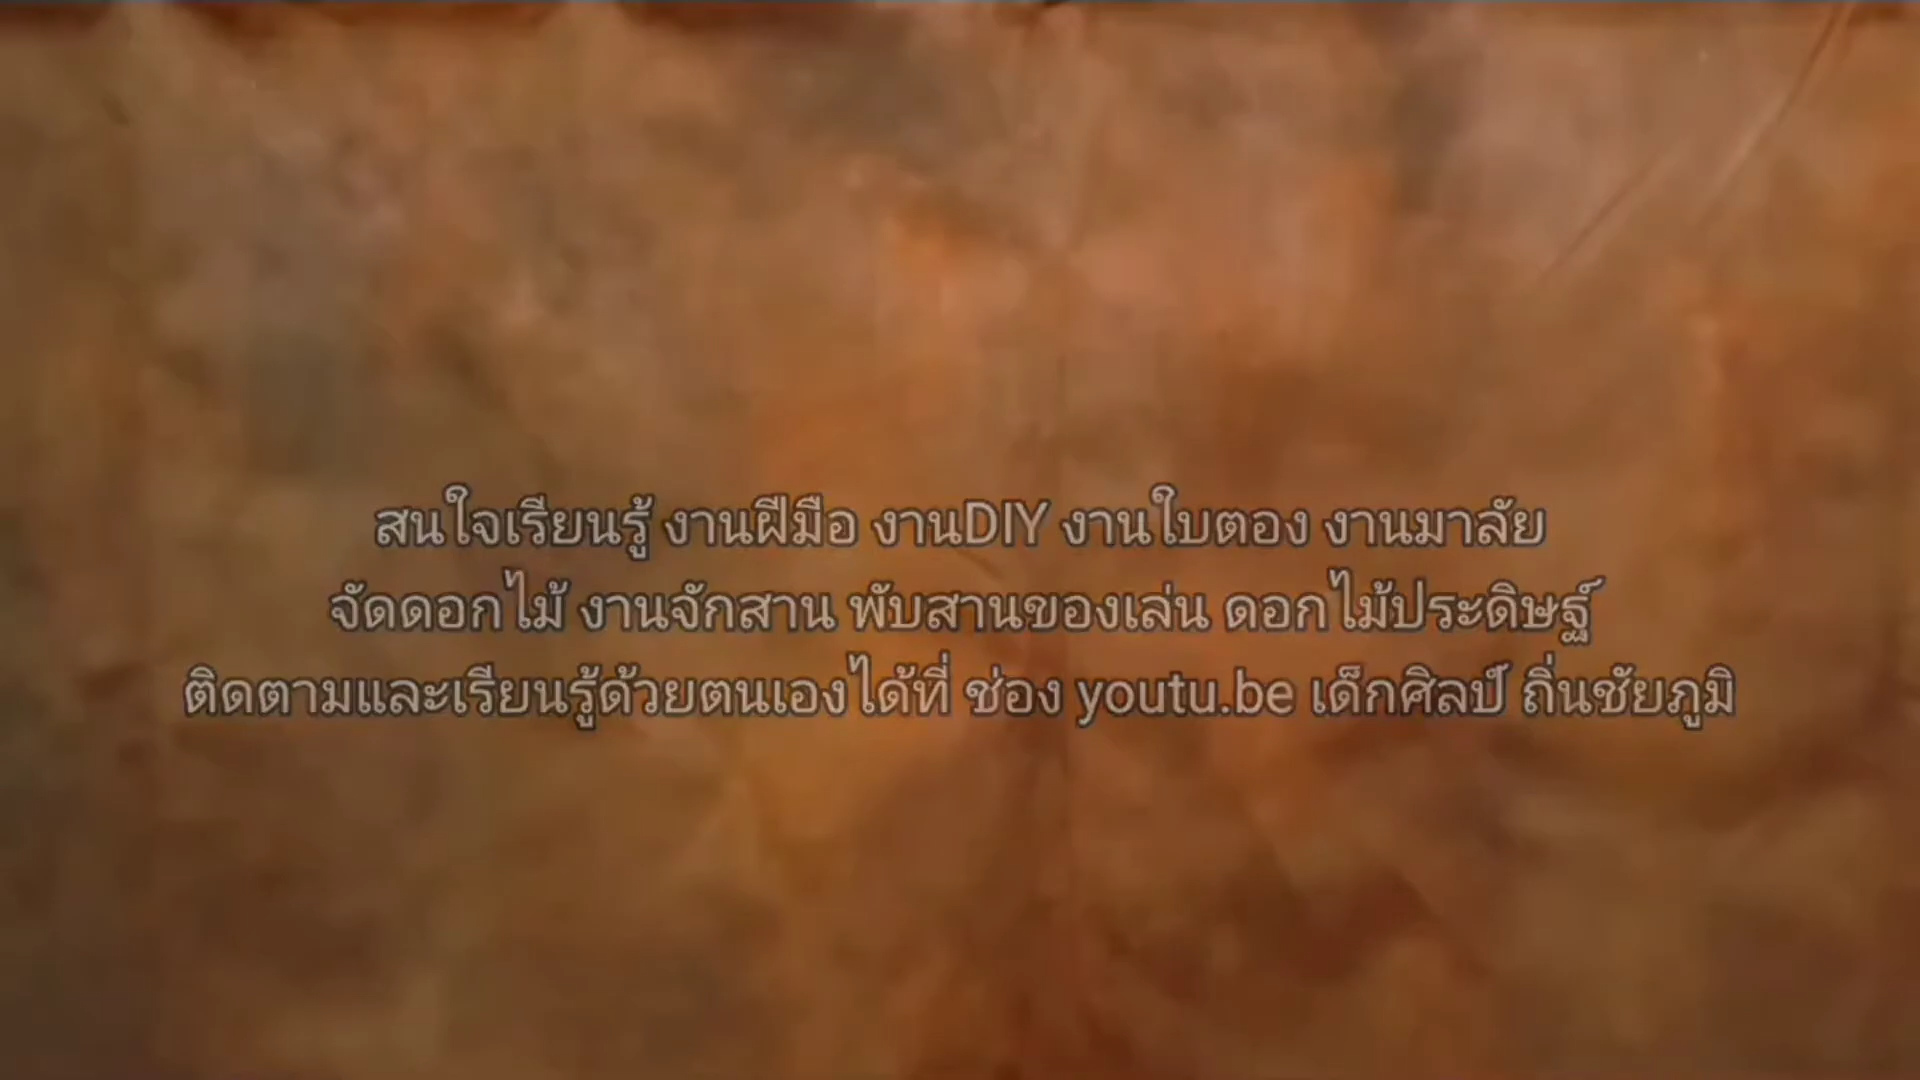 สนใจเรียนรู้ งานฝีมือ งานDIY งานใบตอง งานมาลัย
จัดดอกไม้ งานจักสาน พับสานของเล่น ดอกไม้ประดิษฐ์
ติดตามและเรียนรู้ด้วยตนเองได้ที่ ช่อง youtu.be เด็กศิลป์ ถิ่นชัยภูมิ